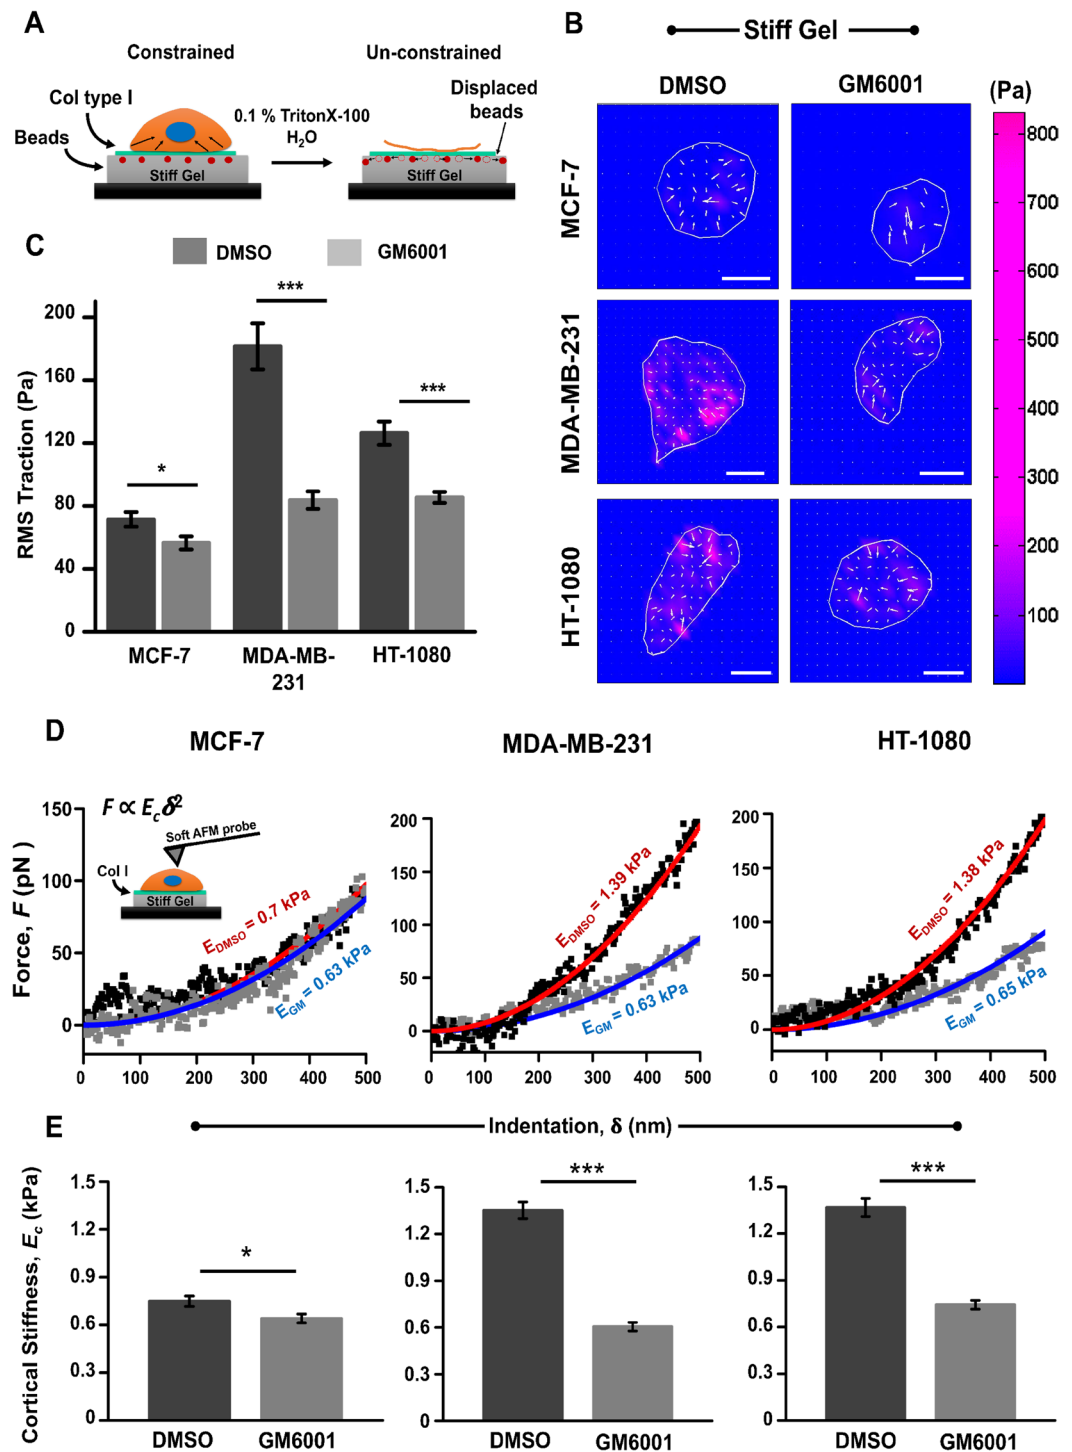 A
Constrained
Un-constrained
Col type I
Beads
0.1 % TritonX-100
H2O
Displaced
beads
Stiff Gel
Stiff Gel
B
Stiff Gel
DMSO
GM6001
(Pa)
MCF-7
MDA-MB-231
HT-1080
800
700
600
500
400
300
200
100
C
DMSO
GM6001
RMS Traction (Pa)
200
160
120
80
40
0
*
***
***
MCF-7
MDA-MB-
231
HT-1080
D
MCF-7
MDA-MB-231
HT-1080
Force, F (pN)
F ∝ Ecδ2
Soft AFM probe
Col I
Stiff Gel
150
100
50
0
EDMSO = 0.7 kPa
EGM = 0.63 kPa
0 100 200 300 400 500
200
150
100
50
0
EDMSO = 1.39 kPa
EGM = 0.63 kPa
0 100 200 300 400 500
200
150
100
50
0
EDMSO = 1.38 kPa
EGM = 0.65 kPa
0 100 200 300 400 500
Indentation, δ (nm)
E
Cortical Stiffness, Ec (kPa)
1.5
1.2
0.9
0.6
0.3
0
*
DMSO
GM6001
1.5
1.2
0.9
0.6
0.3
0
***
DMSO
GM6001
1.5
1.2
0.9
0.6
0.3
0
***
DMSO
GM6001